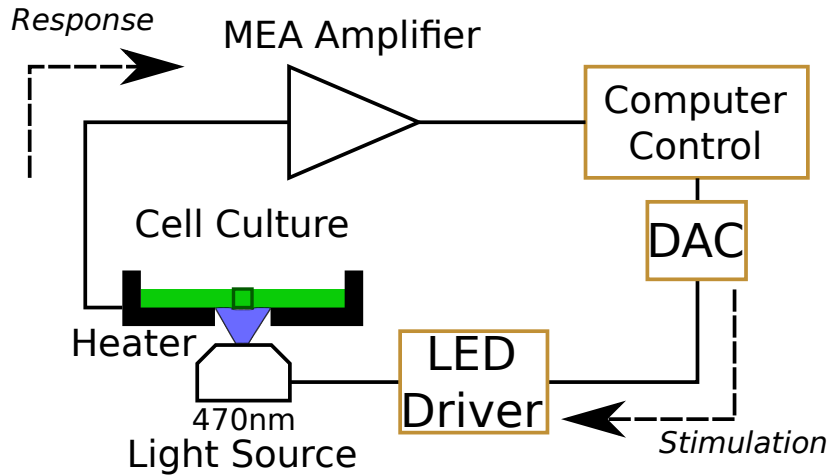 Response
MEA Amplifier
Computer
Control
DAC
Cell Culture
Heater
LED
Driver
470nm
Light Source
Stimulation